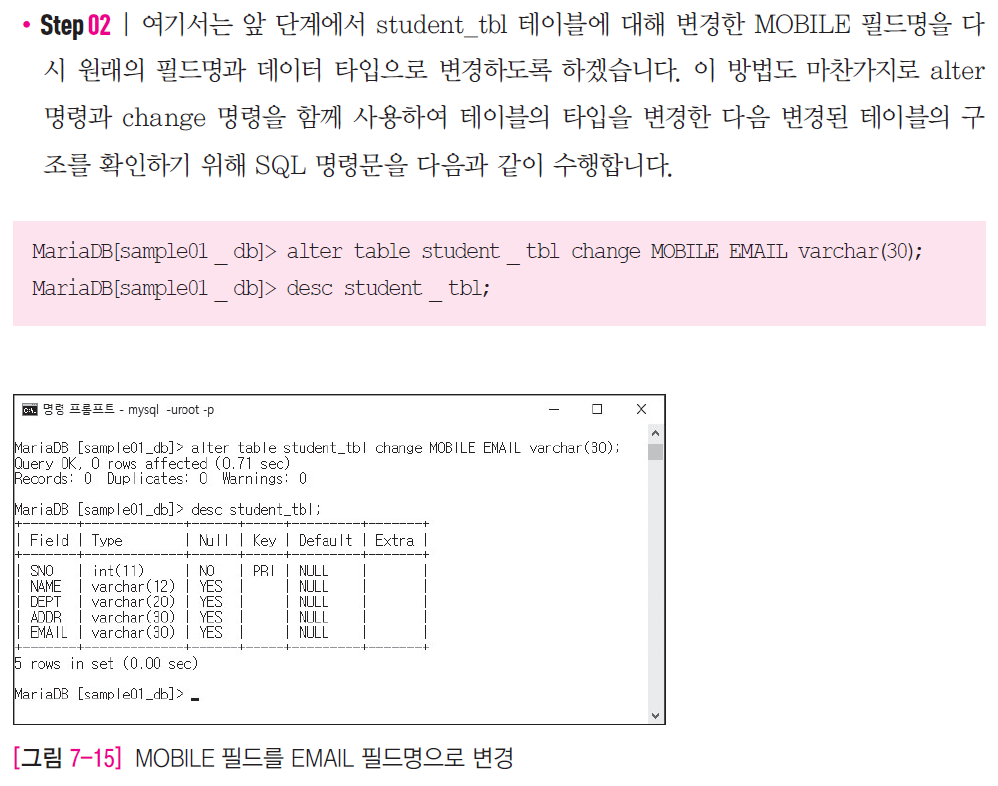 • Step 02 | 여기서는 앞 단계에서 student_tbl 테이블에 대해 변경한 MOBILE 필드명을 다
시 원래의 필드명과 데이터 타입으로 변경하도록 하겠습니다. 이 방법도 마찬가지로 alter
명령과 change 명령을 함께 사용하여 테이블의 타입을 변경한 다음 변경된 테이블의 구
조를 확인하기 위해 SQL 명령문을 다음과 같이 수행합니다.
MariaDB[sample01_db]> alter table student_tbl change MOBILE EMAIL varchar(30);
MariaDB[sample01_db]> desc student_tbl;
명령 프롬프트 - mysql -uroot -p
MariaDB [sample01_db]> alter table student_tbl change MOBILE EMAIL varchar(30);
Query OK, 0 rows affected (0.71 sec)
Records: 0  Duplicates: 0  Warnings: 0
MariaDB [sample01_db]> desc student_tbl;
+-------+-------------+------+-----+---------+-------+
| Field | Type        | Null | Key | Default | Extra |
+-------+-------------+------+-----+---------+-------+
| SNO   | int(11)     | NO   | PRI | NULL    |       |
| NAME  | varchar(12) | YES  |     | NULL    |       |
| DEPT  | varchar(20) | YES  |     | NULL    |       |
| ADDR  | varchar(30) | YES  |     | NULL    |       |
| EMAIL | varchar(30) | YES  |     | NULL    |       |
+-------+-------------+------+-----+---------+-------+
5 rows in set (0.00 sec)
MariaDB [sample01_db]> _
[그림 7-15] MOBILE 필드를 EMAIL 필드명으로 변경